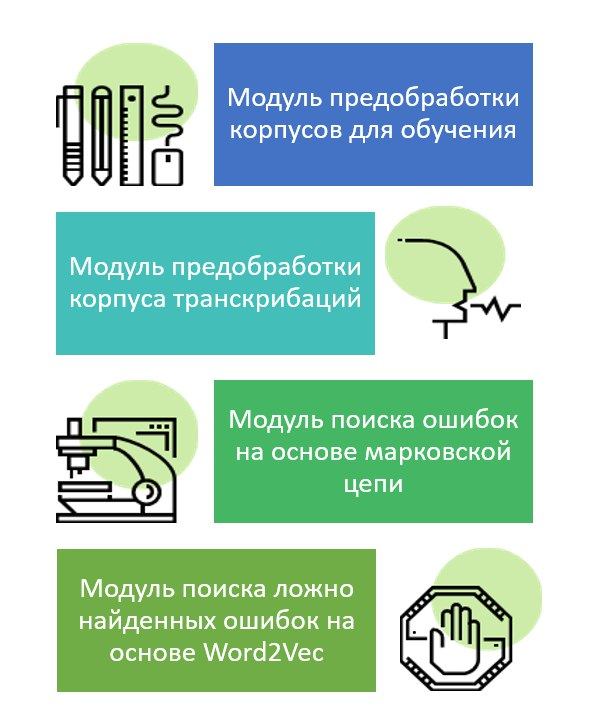 Модуль предобработки
корпусов для обучения
Модуль предобработки
корпуса транскрибаций
Модуль поиска ошибок
на основе марковской
цепи
Модуль поиска ложно
найденных ошибок на
основе Word2Vec